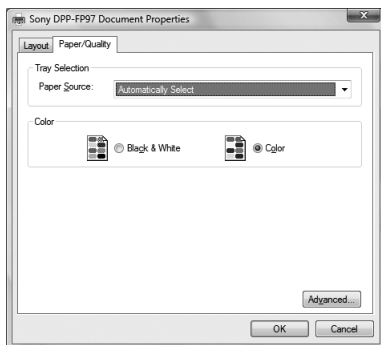 Sony DPP-FP97 Document Properties
X
Layout Paper/Quality
Tray Selection
Paper Source: Automatically Select
Color
Black & White Color
Advanced...
OK Cancel